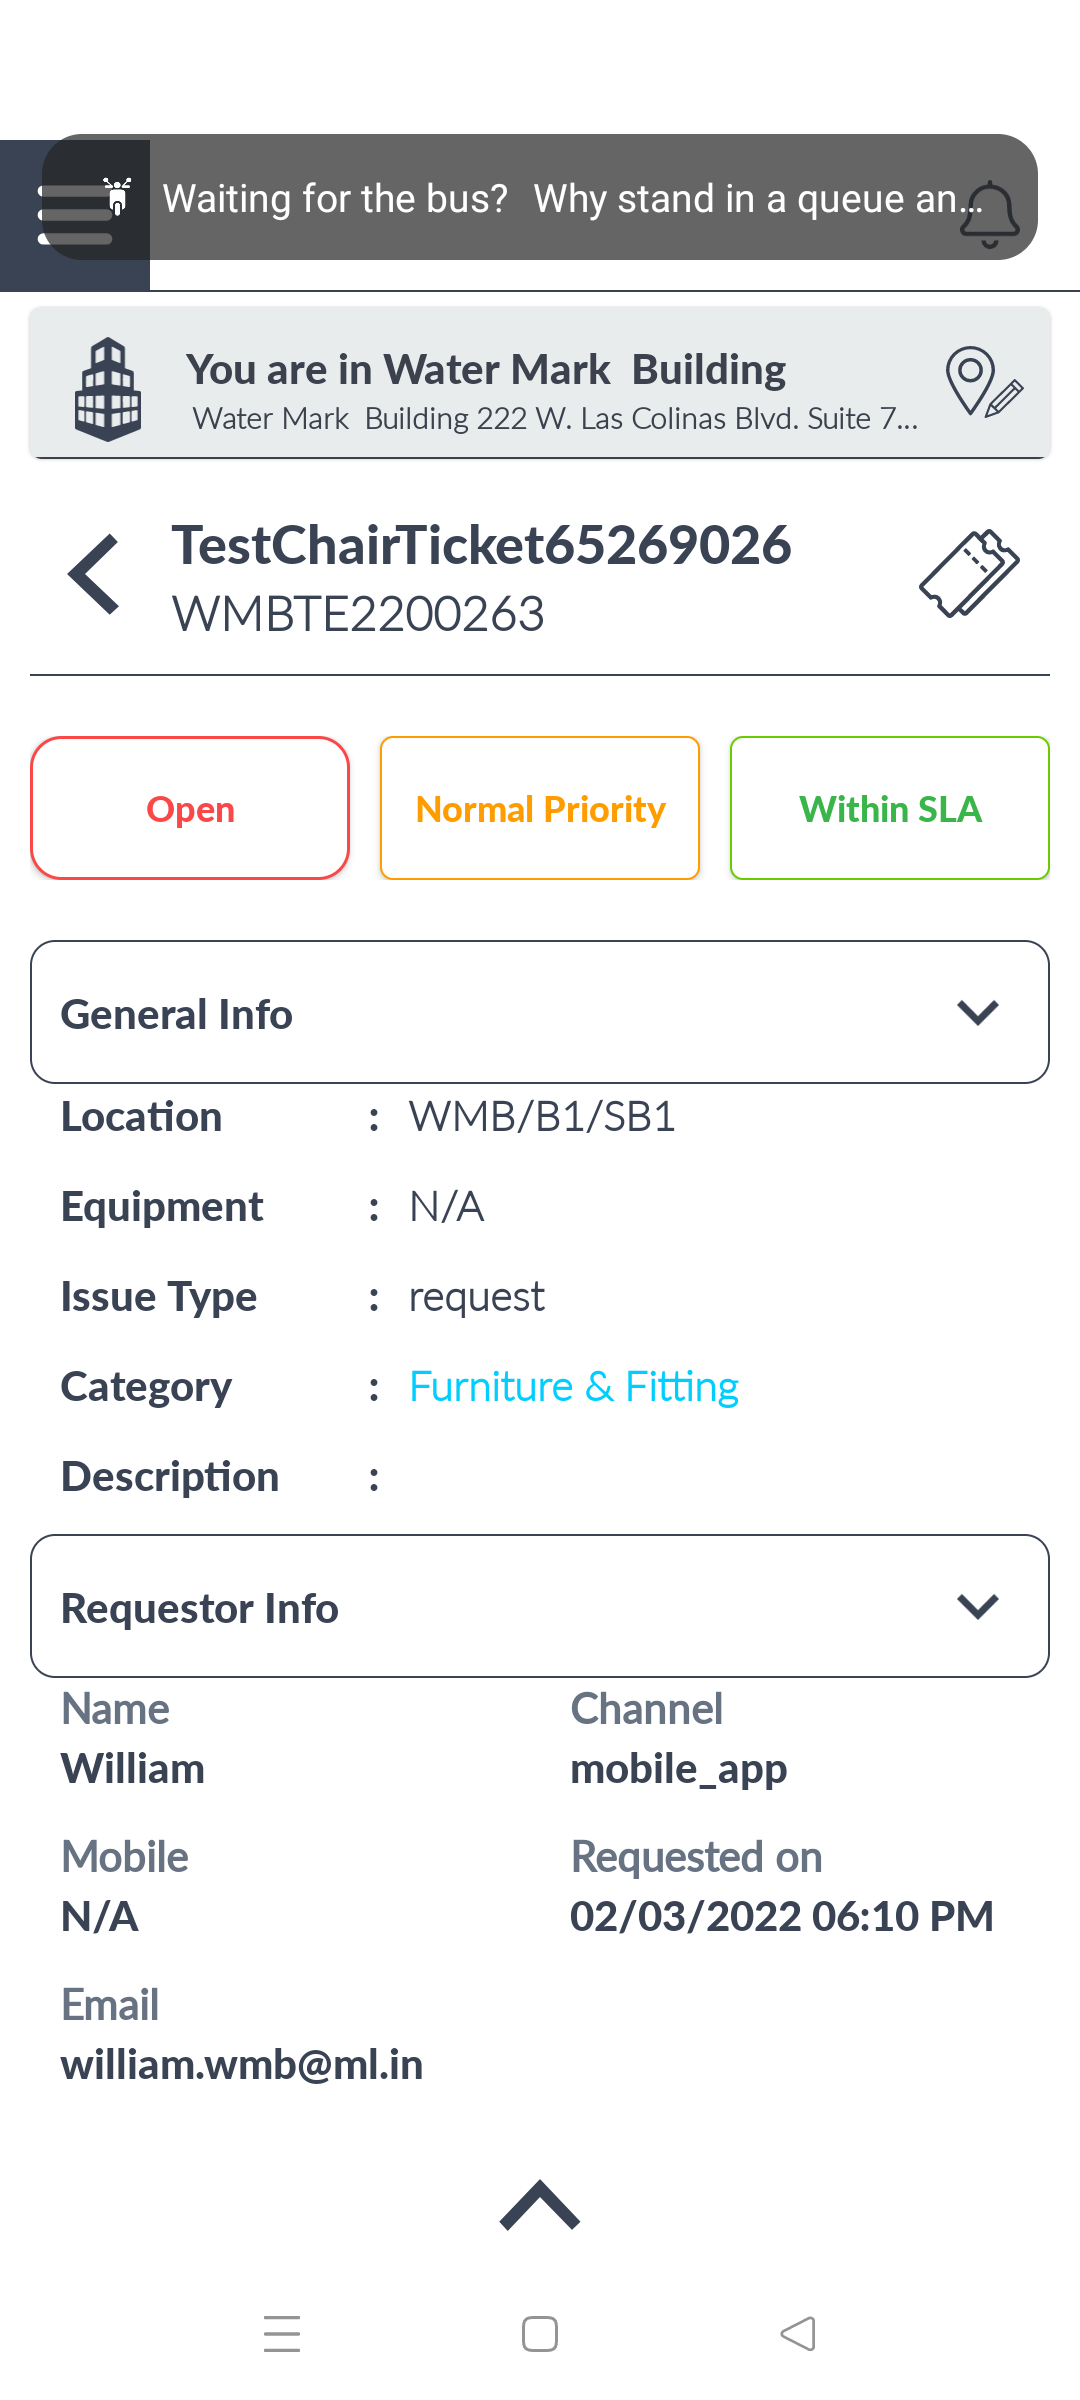 Waiting for the bus? Why stand in a queue an...
You are in Water Mark  Building
Water Mark  Building 222 W. Las Colinas Blvd. Suite 7...
TestChairTicket65269026
WMBTE2200263
Open
Normal Priority
Within SLA
General Info
Location : WMB/B1/SB1
Equipment : N/A
Issue Type : request
Category : Furniture & Fitting
Description :
Requestor Info
Name Channel
William mobile_app
Mobile Requested on
N/A 02/03/2022 06:10 PM
Email
william.wmb@ml.in